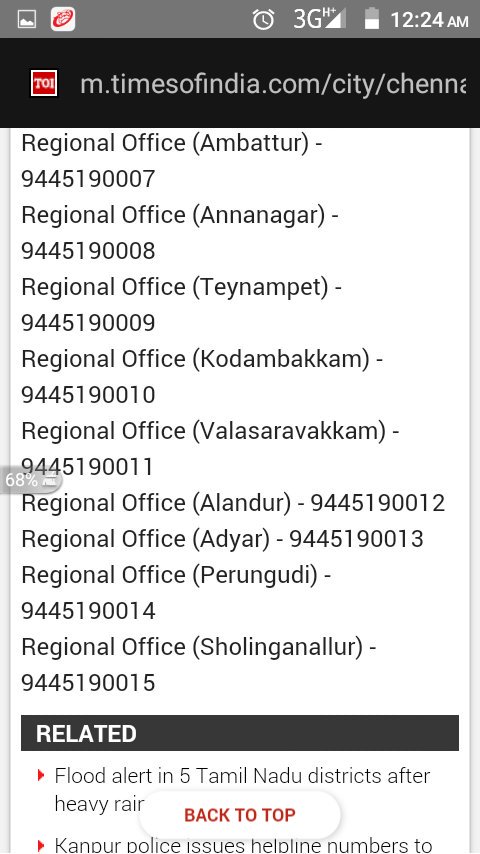 3G H+ 12:24 AM
TOI m.timesofindia.com/city/chenna
Regional Office (Ambattur) -
9445190007
Regional Office (Annanagar) -
9445190008
Regional Office (Teynampet) -
9445190009
Regional Office (Kodambakkam) -
9445190010
Regional Office (Valasaravakkam) -
9445190011
68%
Regional Office (Alandur) - 9445190012
Regional Office (Adyar) - 9445190013
Regional Office (Perungudi) -
9445190014
Regional Office (Sholinganallur) -
9445190015
RELATED
Flood alert in 5 Tamil Nadu districts after
heavy rain
BACK TO TOP
Kanpur police issues helpline numbers to